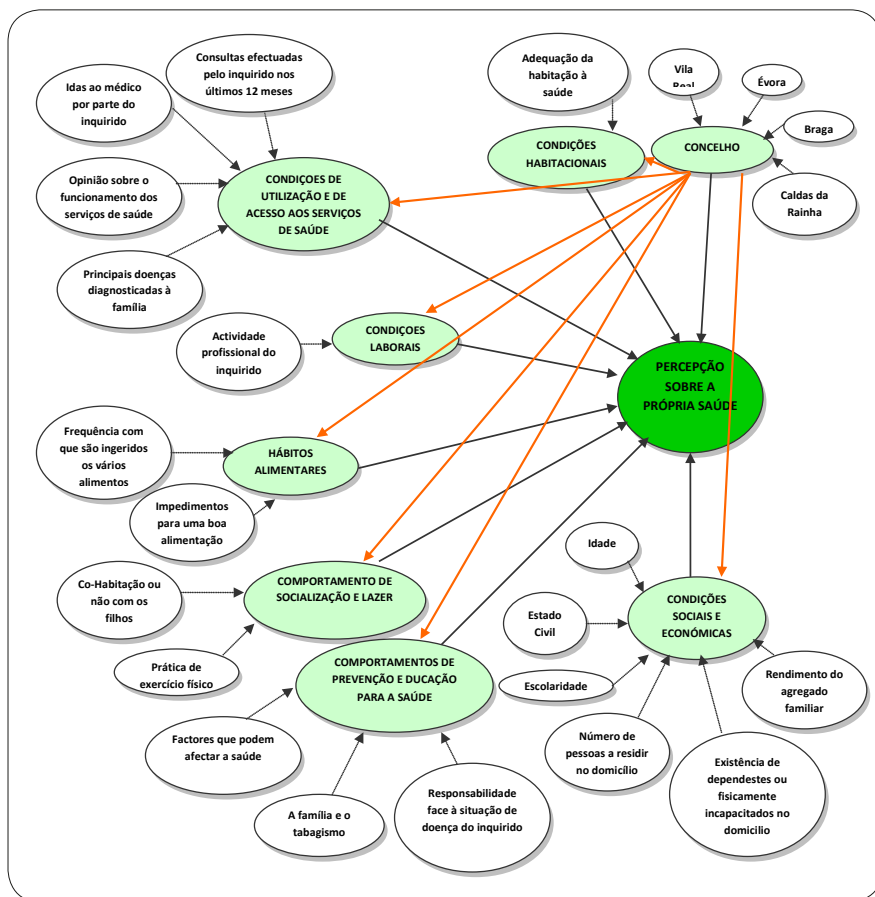 Consultas efectuadas
pelo inquirido nos
últimos 12 meses
Idas ao médico
por parte do
inquirido
Opinião sobre o
funcionamento dos
serviços de saúde
Principais doenças
diagnosticadas à
família
CONDIÇOES DE
UTILIZAÇÃO E DE
ACESSO AOS SERVIÇOS
DE SAÚDE
Adequação da
habitação à
saúde
CONDIÇÕES
HABITACIONAIS
Vila
Real
Évora
Braga
Caldas da
Rainha
CONCELHO
Actividade
profissional do
inquirido
CONDIÇOES
LABORAIS
PERCEPÇÃO
SOBRE A
PRÓPRIA SAÚDE
Frequência com
que são ingeridos
os vários
alimentos
HÁBITOS
ALIMENTARES
Impedimentos
para uma boa
alimentação
Co-Habitação ou
não com os
filhos
COMPORTAMENTO DE
SOCIALIZAÇÃO E LAZER
Prática de
exercício físico
COMPORTAMENTOS DE
PREVENÇÃO E DUCAÇÃO
PARA A SAÚDE
Factores que podem
afectar a saúde
A família e o
tabagismo
Responsabilidade
face à situação de
doença do inquirido
Idade
Estado
Civil
Escolaridade
CONDIÇÕES
SOCIAIS E
ECONÓMICAS
Número de
pessoas a residir
no domicílio
Existência de
dependestes ou
fisicamente
incapacitados no
domicilio
Rendimento do
agregado
familiar